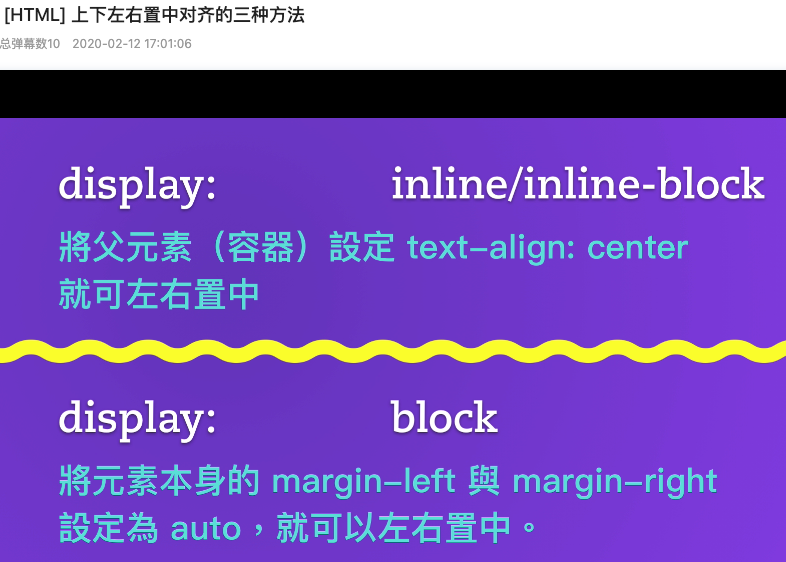 [HTML] 上下左右置中对齐的三种方法
总弹幕数10 2020-02-12 17:01:06
display: inline/inline-block
將父元素（容器）設定 text-align: center
就可左右置中
display: block
將元素本身的 margin-left 與 margin-right
設定為 auto，就可以左右置中。